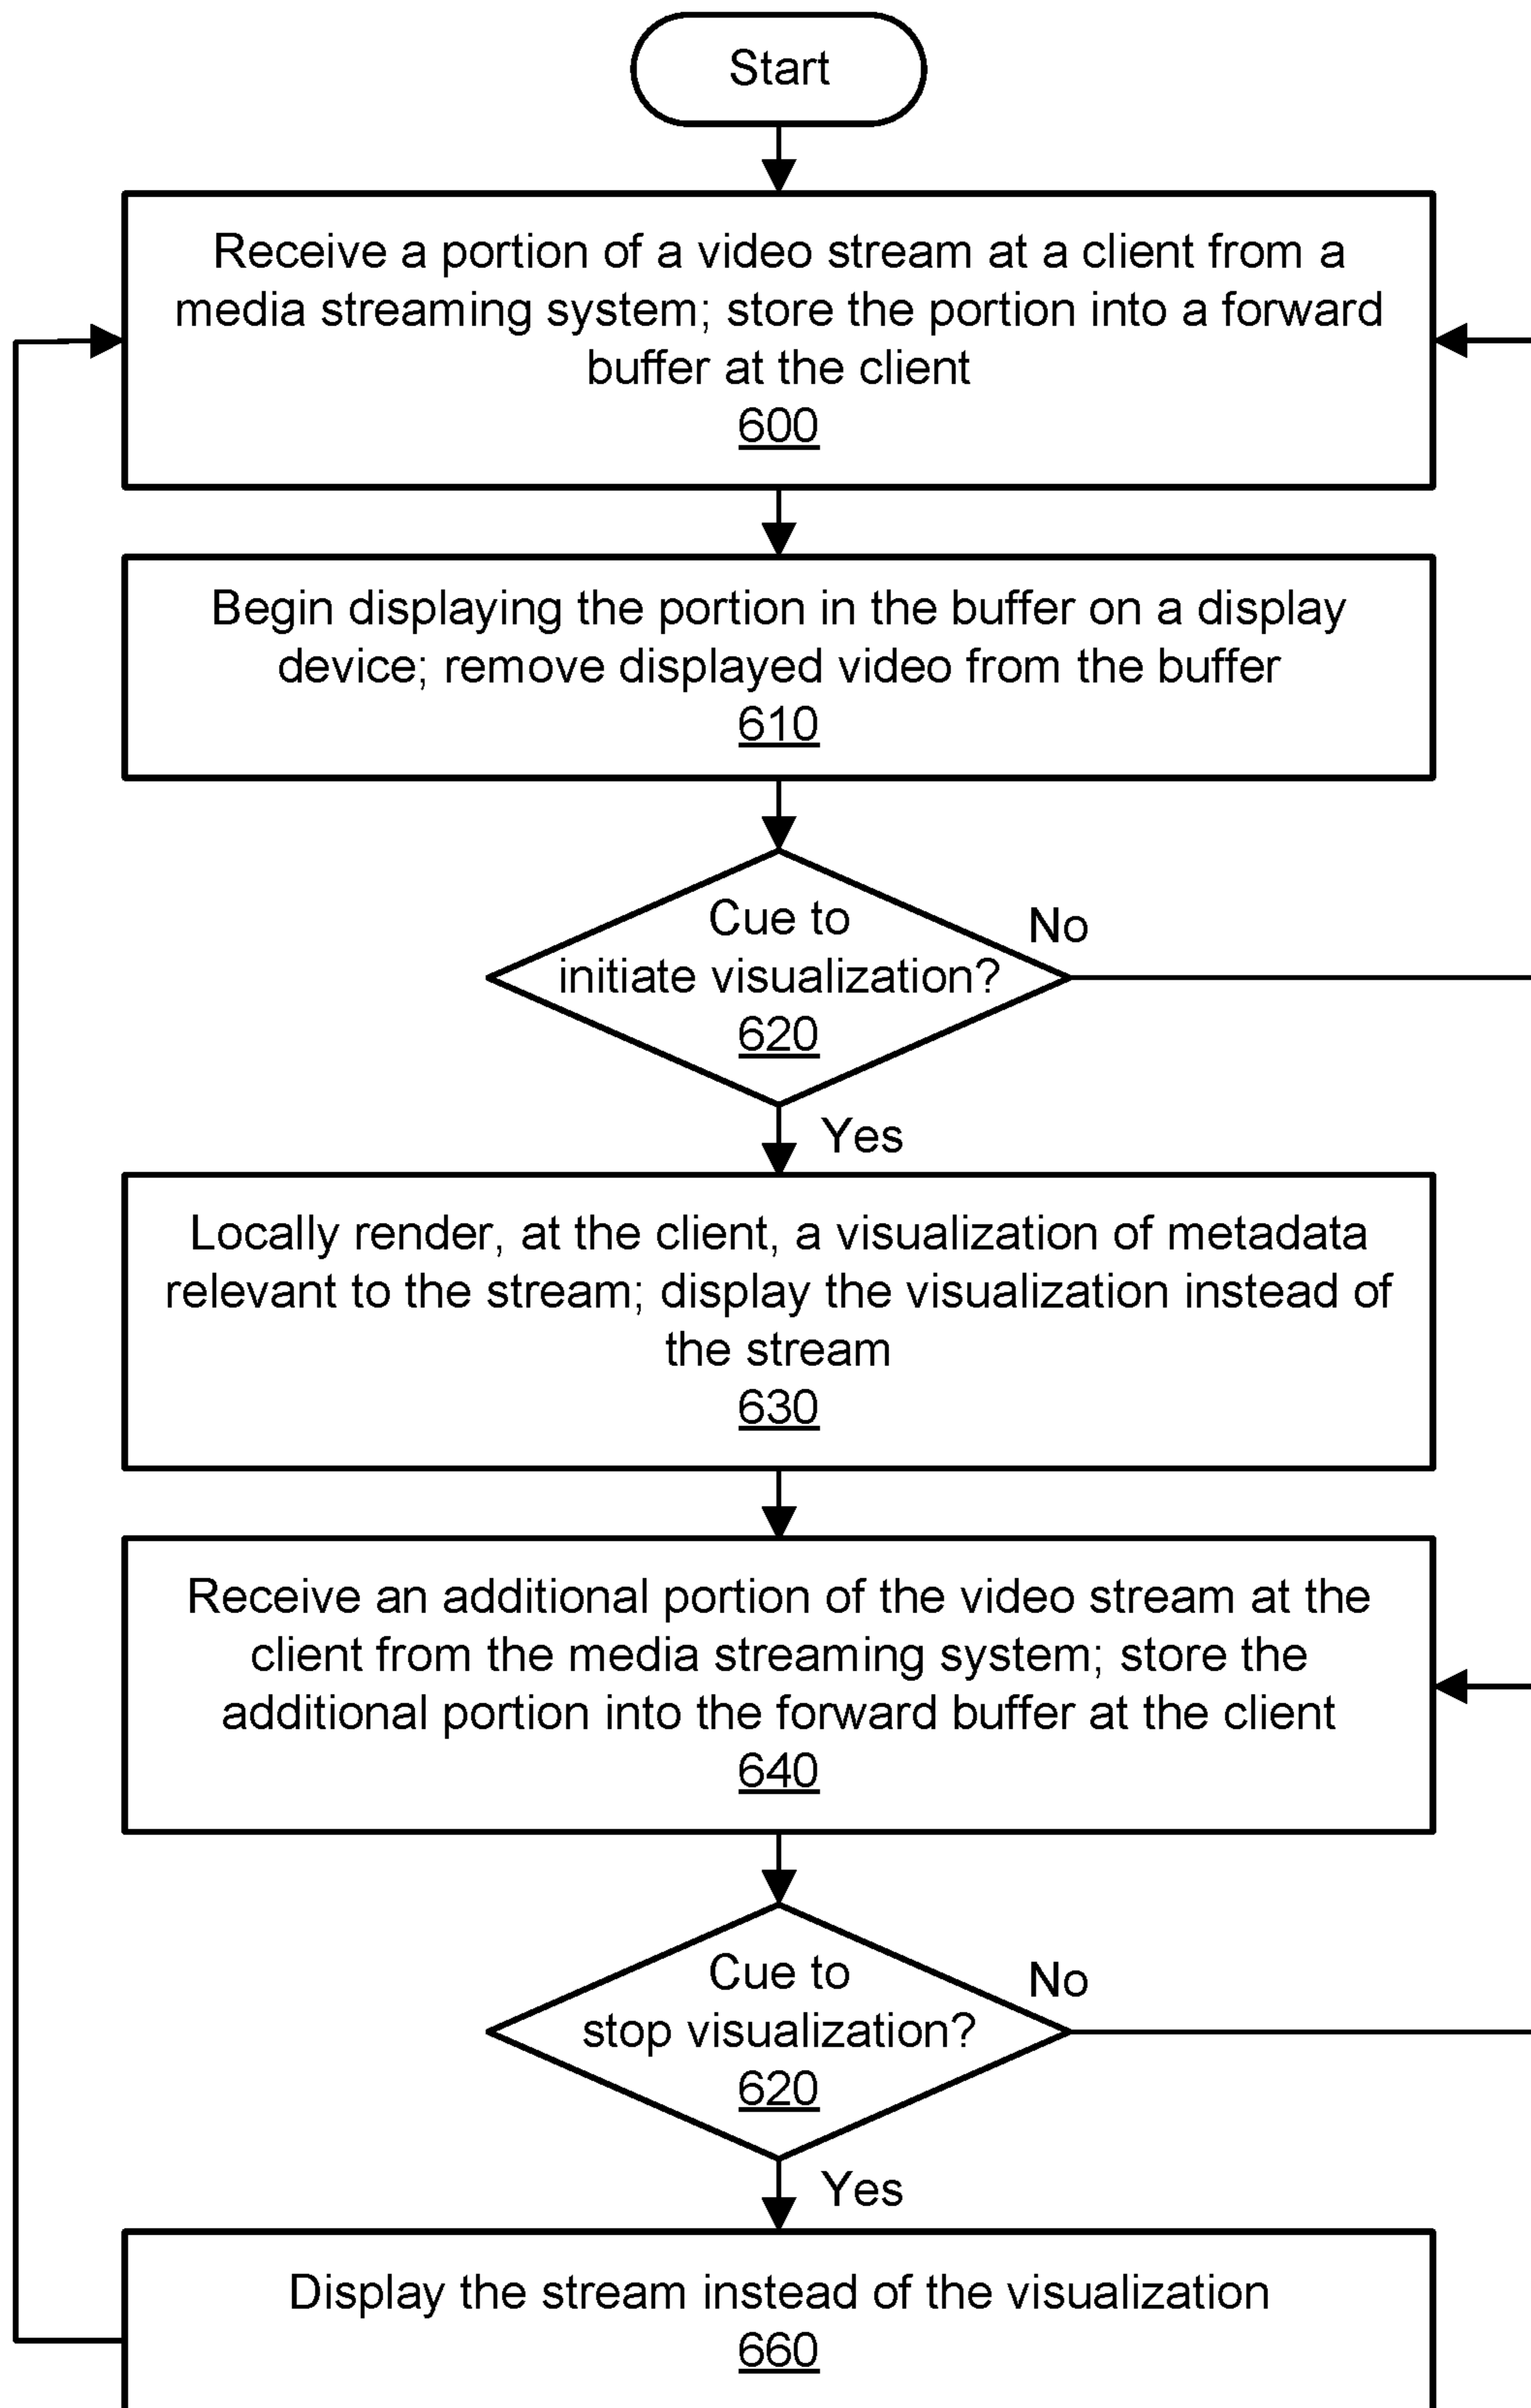 Start
Receive a portion of a video stream at a client from a
media streaming system; store the portion into a forward
buffer at the client
600
Begin displaying the portion in the buffer on a display
device; remove displayed video from the buffer
610
Cue to
initiate visualization?
620
No
Yes
Locally render, at the client, a visualization of metadata
relevant to the stream; display the visualization instead of
the stream
630
Receive an additional portion of the video stream at the
client from the media streaming system; store the
additional portion into the forward buffer at the client
640
Cue to
stop visualization?
620
No
Yes
Display the stream instead of the visualization
660